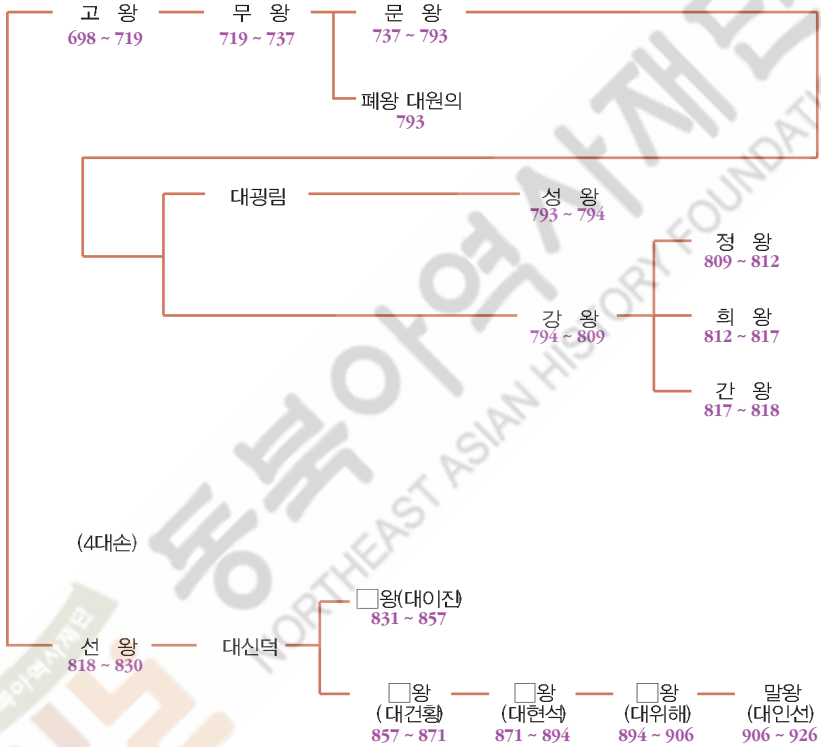 고 왕
698 ~ 719
무 왕
719 ~ 737
문 왕
737 ~ 793
폐왕 대원의
793
대굉림
성 왕
793 ~ 794
정 왕
809 ~ 812
강 왕
794 ~ 809
희 왕
812 ~ 817
간 왕
817 ~ 818
(4대손)
선 왕
818 ~ 830
대신덕
□왕(대이진)
831 ~ 857
□왕
(대건황)
857 ~ 871
□왕
(대현석)
871 ~ 894
□왕
(대위해)
894 ~ 906
말왕
(대인선)
906 ~ 926
동북아역사재단
NORTHEAST ASIAN HISTORY FOUNDATION